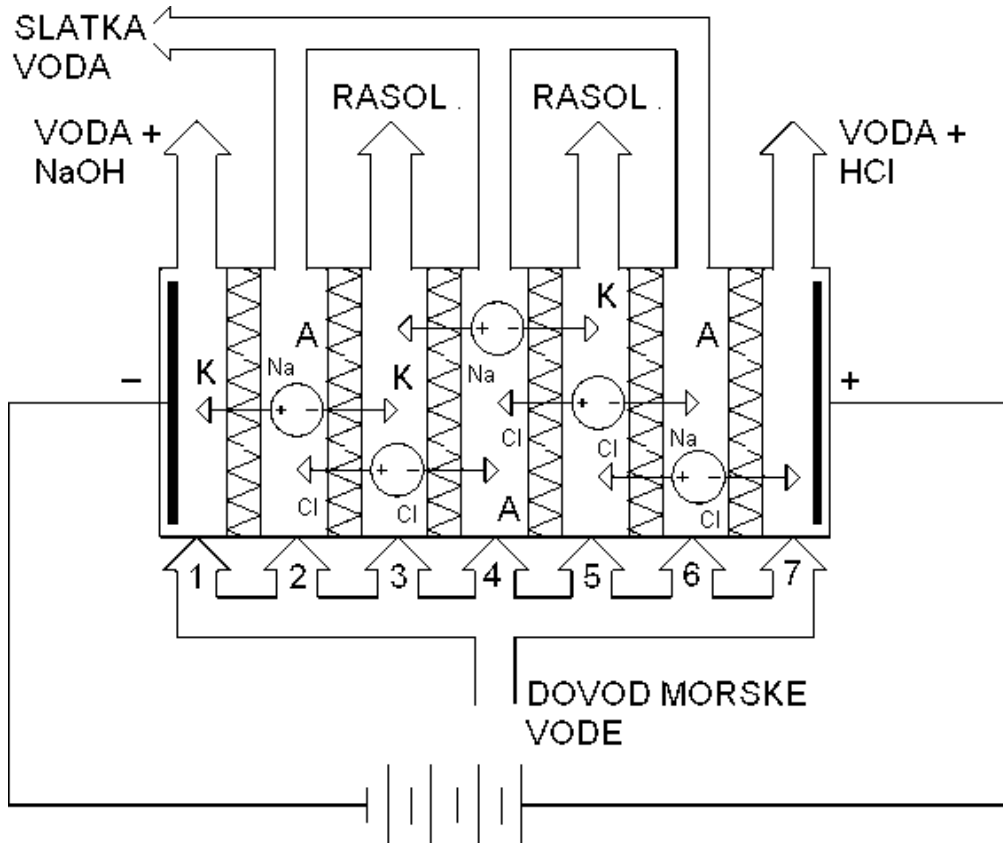 SLATKA
VODA
RASOL .
RASOL .
VODA +
NaOH
VODA +
HCl
K
A
K
A
K
A
Na
Na
Na
Cl
Cl
Cl
Cl
Cl
+ −
+ −
+ −
+ −
+ −
−
+
1 2 3 4 5 6 7
DOVOD MORSKE
VODE